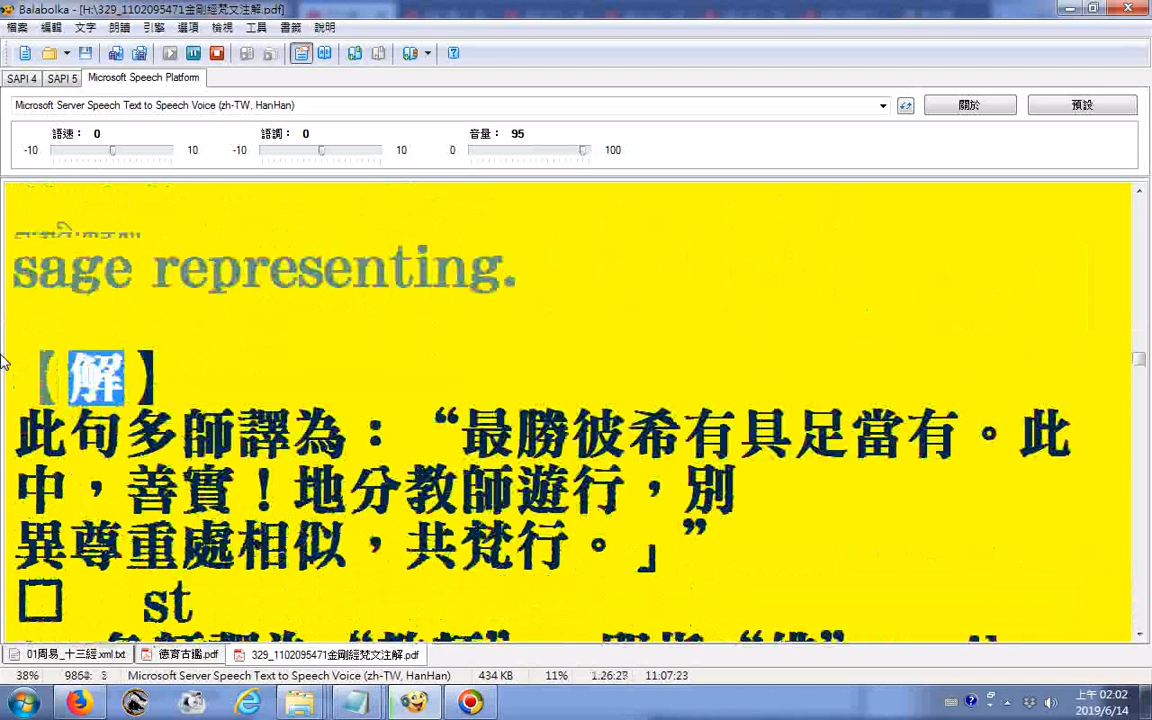 Balabolka - [H:\329_1102095471金剛經梵文注解.pdf]
檔案 編輯 文字 朗讀 引擎 選項 檢視 工具 書籤 說明
SAPI 4 SAPI 5 Microsoft Speech Platform
Microsoft Server Speech Text to Speech Voice (zh-TW, HanHan) 關於 預設
語速： 0 語調： 0 音量： 95
-10 10 -10 10 0 100
sage representing.
【解】
此句多師譯為：“最勝彼希有具足當有。此
中，善實！地分教師遊行，別
異尊重處相似，共梵行。」”
□ st
01周易_十三經.xml.txt 德育古鑑.pdf 329_1102095471金剛經梵文注解.pdf
38% Microsoft Server Speech Text to Speech Voice (zh-TW, HanHan) 434 KB 11% 1:26:27 11:07:23
上午 02:02
2019/6/14